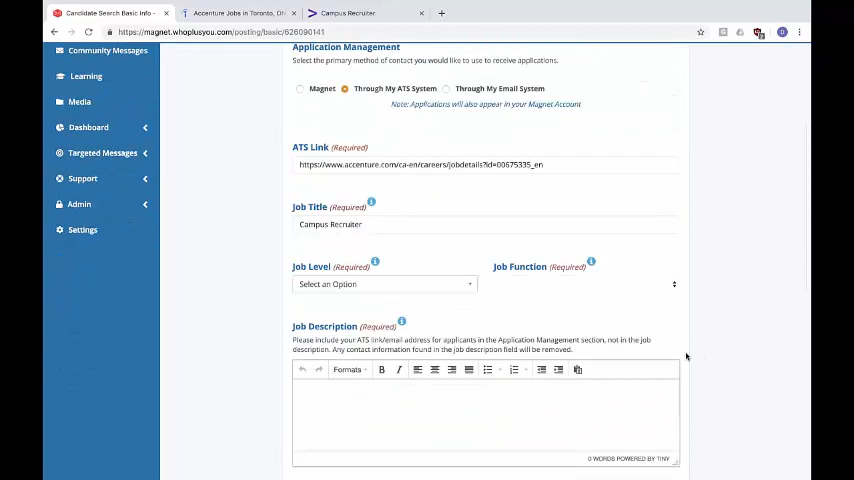 Candidate Search Basic Info -
Accenture Jobs in Toronto, ON
Campus Recruiter
https://magnet.whoplusyou.com/posting/basic/626090141
Community Messages
Learning
Media
Dashboard
Targeted Messages
Support
Admin
Settings
Application Management
Select the primary method of contact you would like to use to receive applications.
Magnet Through My ATS System Through My Email System
Note: Applications will also appear in your Magnet Account
ATS Link (Required)
https://www.accenture.com/ca-en/careers/jobdetails?id=00675335_en
Job Title (Required)
Campus Recruiter
Job Level (Required) Job Function (Required)
Select an Option
Job Description (Required)
Please include your ATS link/email address for applicants in the Application Management section, not in the job
description. Any contact information found in the job description field will be removed.
Formats B I
0 WORDS POWERED BY TINY